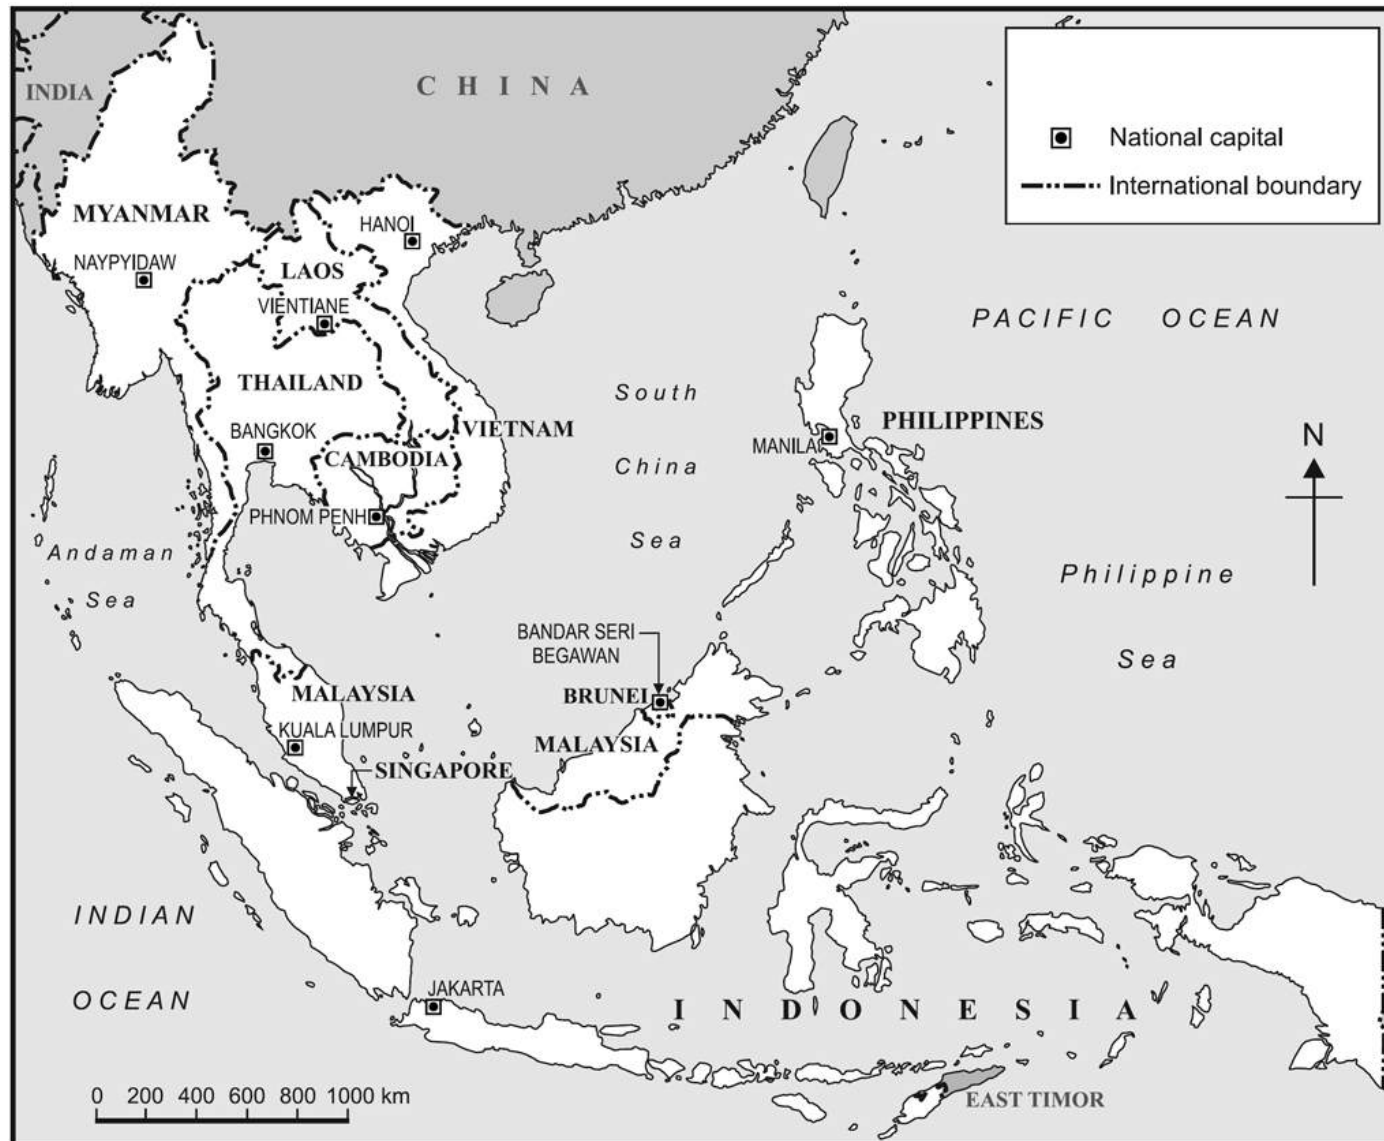 CHINA
INDIA
National capital
International boundary
MYANMAR
HANOI
NAYPYIDAW
LAOS
VIENTIANE
PACIFIC OCEAN
THAILAND
South
China
Sea
VIETNAM
PHILIPPINES
MANILA
N
BANGKOK
CAMBODIA
PHNOM PENH
Andaman
Sea
Philippine
Sea
BANDAR SERI
BEGAWAN
BRUNEI
MALAYSIA
KUALA LUMPUR
MALAYSIA
SINGAPORE
INDIAN
OCEAN
JAKARTA
INDONESIA
EAST TIMOR
0 200 400 600 800 1000 km